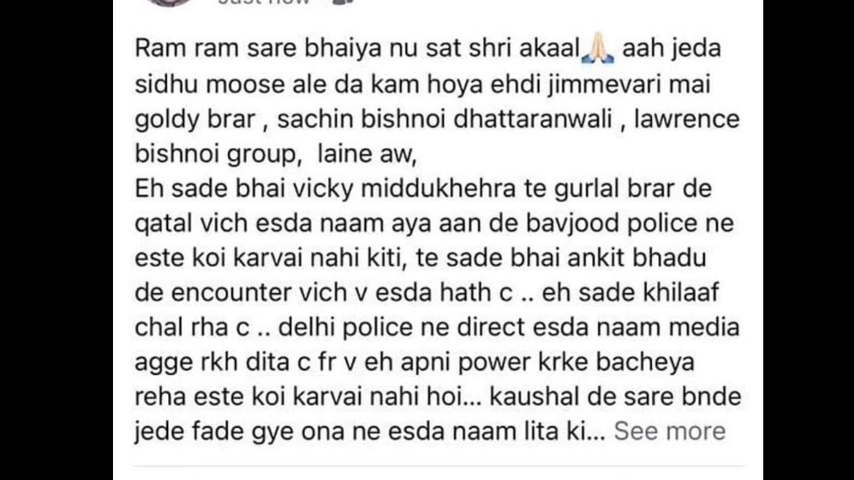 Just now
Ram ram sare bhaiya nu sat shri akaal🙏🏻 aah jeda
sidhu moose ale da kam hoya ehdi jimmevari mai
goldy brar , sachin bishnoi dhattaranwali , lawrence
bishnoi group,  laine aw,
Eh sade bhai vicky middukhehra te gurlal brar de
qatal vich esda naam aya aan de bavjood police ne
este koi karvai nahi kiti, te sade bhai ankit bhadu
de encounter vich v esda hath c .. eh sade khilaaf
chal rha c .. delhi police ne direct esda naam media
agge rkh dita c fr v eh apni power krke bacheya
reha este koi karvai nahi hoi... kaushal de sare bnde
jede fade gye ona ne esda naam lita ki... See more